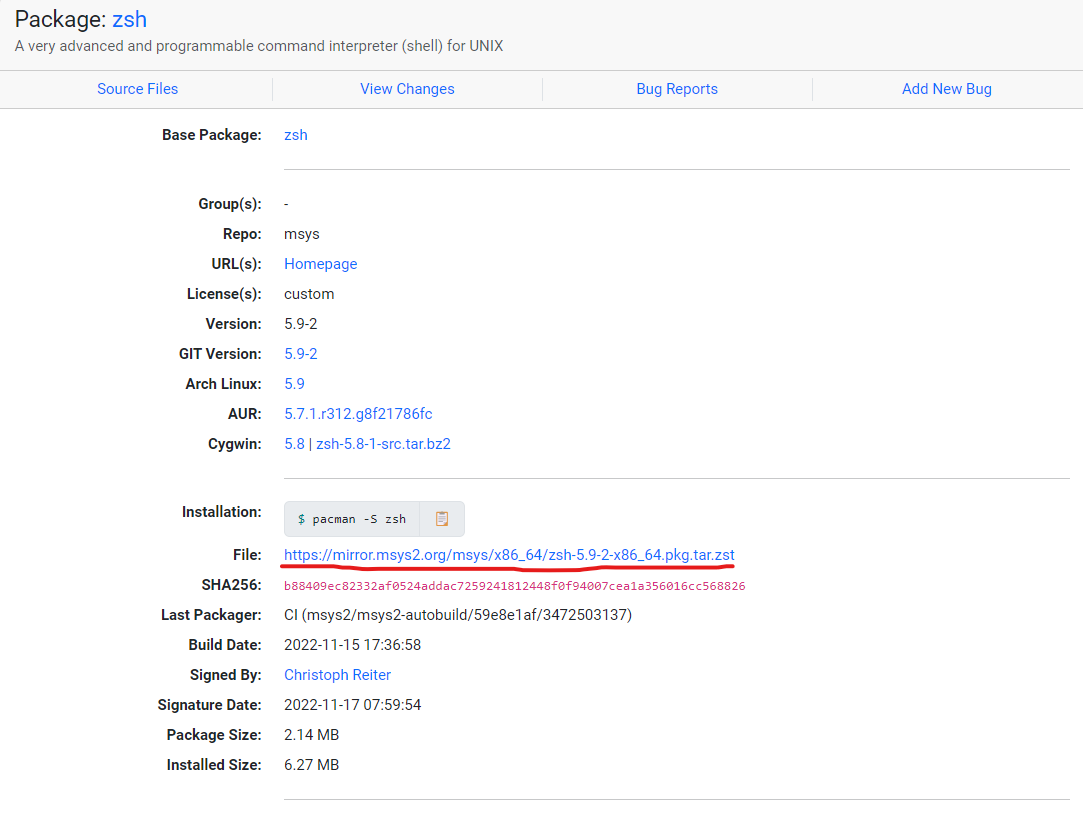 Package: zsh
A very advanced and programmable command interpreter (shell) for UNIX
Source Files View Changes Bug Reports Add New Bug
Base Package: zsh
Group(s): -
Repo: msys
URL(s): Homepage
License(s): custom
Version: 5.9-2
GIT Version: 5.9-2
Arch Linux: 5.9
AUR: 5.7.1.r312.g8f21786fc
Cygwin: 5.8 | zsh-5.8-1-src.tar.bz2
Installation: $ pacman -S zsh
File: https://mirror.msys2.org/msys/x86_64/zsh-5.9-2-x86_64.pkg.tar.zst
SHA256: b88409ec82332af0524addac7259241812448f0f94007cea1a356016cc568826
Last Packager: CI (msys2/msys2-autobuild/59e8e1af/3472503137)
Build Date: 2022-11-15 17:36:58
Signed By: Christoph Reiter
Signature Date: 2022-11-17 07:59:54
Package Size: 2.14 MB
Installed Size: 6.27 MB